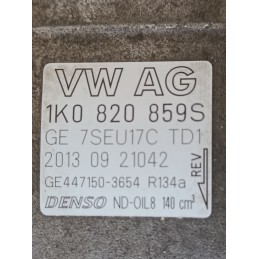 VW AG
1K0 820 859S
GE 7SEU17C TD1
2013 09 21042
GE447150-3654 R134a
DENSO ND-OIL8 140 cm³
REV